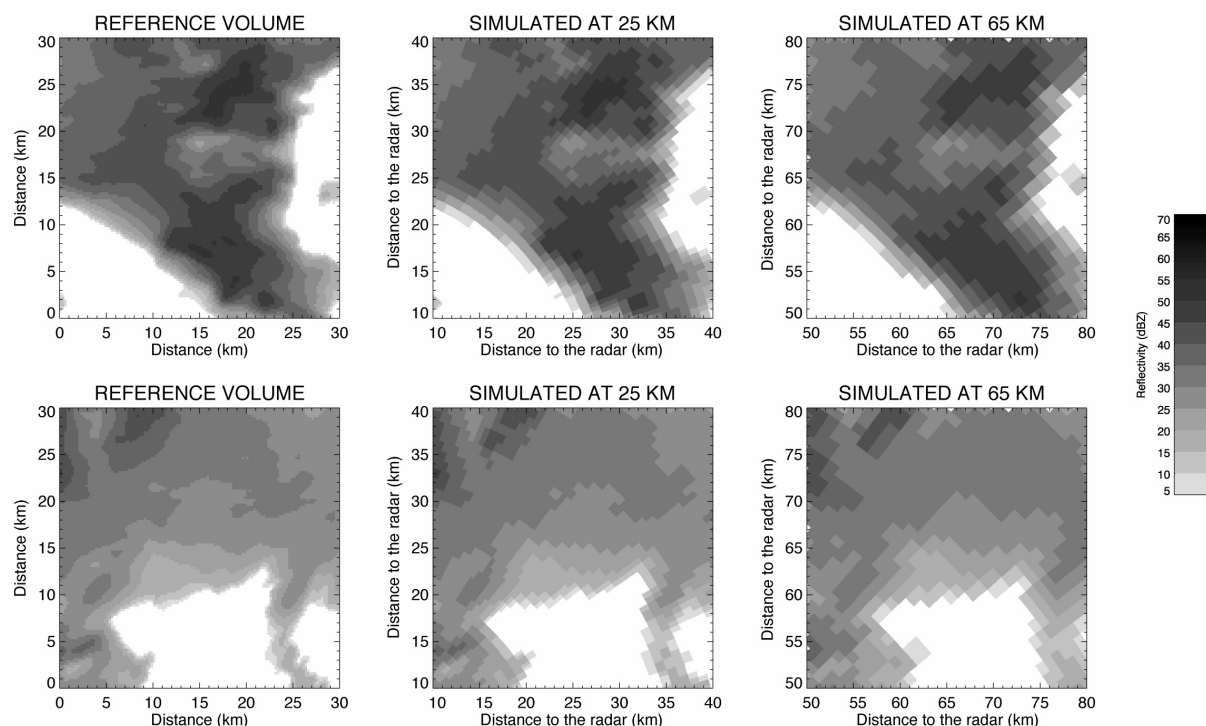 REFERENCE VOLUME
SIMULATED AT 25 KM
SIMULATED AT 65 KM
30
25
20
15
10
5
0
Distance (km)
0 5 10 15 20 25 30
Distance (km)
40
35
30
25
20
15
10
Distance to the radar (km)
10 15 20 25 30 35 40
Distance to the radar (km)
80
75
70
65
60
55
50
Distance to the radar (km)
50 55 60 65 70 75 80
Distance to the radar (km)
REFERENCE VOLUME
SIMULATED AT 25 KM
SIMULATED AT 65 KM
30
25
20
15
10
5
0
Distance (km)
0 5 10 15 20 25 30
Distance (km)
40
35
30
25
20
15
10
Distance to the radar (km)
10 15 20 25 30 35 40
Distance to the radar (km)
80
75
70
65
60
55
50
Distance to the radar (km)
50 55 60 65 70 75 80
Distance to the radar (km)
Reflectivity (dBZ)
70
65
60
55
50
45
40
35
30
25
20
15
10
5